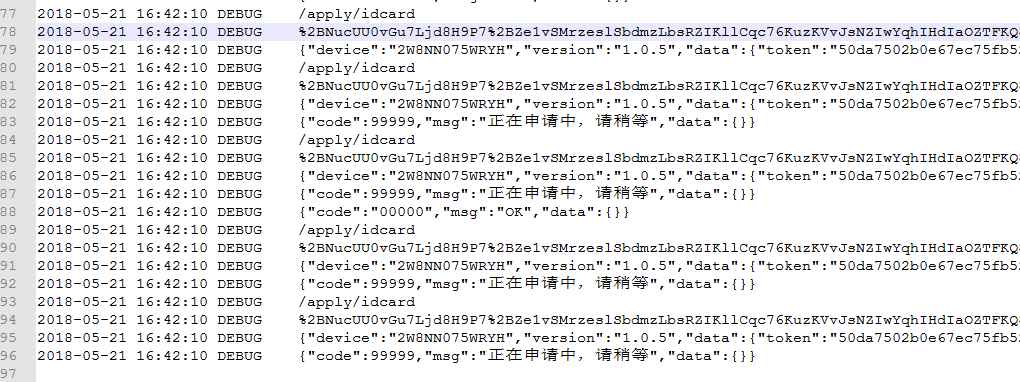 77 2018-05-21 16:42:10 DEBUG /apply/idcard
78 2018-05-21 16:42:10 DEBUG %2BNucUU0vGu7Ljd8H9P7%2BZe1vSMrzeslSbdmzLbsRZIKllCqc76KuzKVvJsNZIwYqhIHdIaOZTFKQ
79 2018-05-21 16:42:10 DEBUG {"device":"2W8NN075WRYH","version":"1.0.5","data":{"token":"50da7502b0e67ec75fb5
80 2018-05-21 16:42:10 DEBUG /apply/idcard
81 2018-05-21 16:42:10 DEBUG %2BNucUU0vGu7Ljd8H9P7%2BZe1vSMrzeslSbdmzLbsRZIKllCqc76KuzKVvJsNZIwYqhIHdIaOZTFKQ
82 2018-05-21 16:42:10 DEBUG {"device":"2W8NN075WRYH","version":"1.0.5","data":{"token":"50da7502b0e67ec75fb5
83 2018-05-21 16:42:10 DEBUG {"code":99999,"msg":"正在申请中，请稍等","data":{}}
84 2018-05-21 16:42:10 DEBUG /apply/idcard
85 2018-05-21 16:42:10 DEBUG %2BNucUU0vGu7Ljd8H9P7%2BZe1vSMrzeslSbdmzLbsRZIKllCqc76KuzKVvJsNZIwYqhIHdIaOZTFKQ
86 2018-05-21 16:42:10 DEBUG {"device":"2W8NN075WRYH","version":"1.0.5","data":{"token":"50da7502b0e67ec75fb5
87 2018-05-21 16:42:10 DEBUG {"code":99999,"msg":"正在申请中，请稍等","data":{}}
88 2018-05-21 16:42:10 DEBUG {"code":"00000","msg":"OK","data":{}}
89 2018-05-21 16:42:10 DEBUG /apply/idcard
90 2018-05-21 16:42:10 DEBUG %2BNucUU0vGu7Ljd8H9P7%2BZe1vSMrzeslSbdmzLbsRZIKllCqc76KuzKVvJsNZIwYqhIHdIaOZTFKQ
91 2018-05-21 16:42:10 DEBUG {"device":"2W8NN075WRYH","version":"1.0.5","data":{"token":"50da7502b0e67ec75fb5
92 2018-05-21 16:42:10 DEBUG {"code":99999,"msg":"正在申请中，请稍等","data":{}}
93 2018-05-21 16:42:10 DEBUG /apply/idcard
94 2018-05-21 16:42:10 DEBUG %2BNucUU0vGu7Ljd8H9P7%2BZe1vSMrzeslSbdmzLbsRZIKllCqc76KuzKVvJsNZIwYqhIHdIaOZTFKQ
95 2018-05-21 16:42:10 DEBUG {"device":"2W8NN075WRYH","version":"1.0.5","data":{"token":"50da7502b0e67ec75fb5
96 2018-05-21 16:42:10 DEBUG {"code":99999,"msg":"正在申请中，请稍等","data":{}}
97